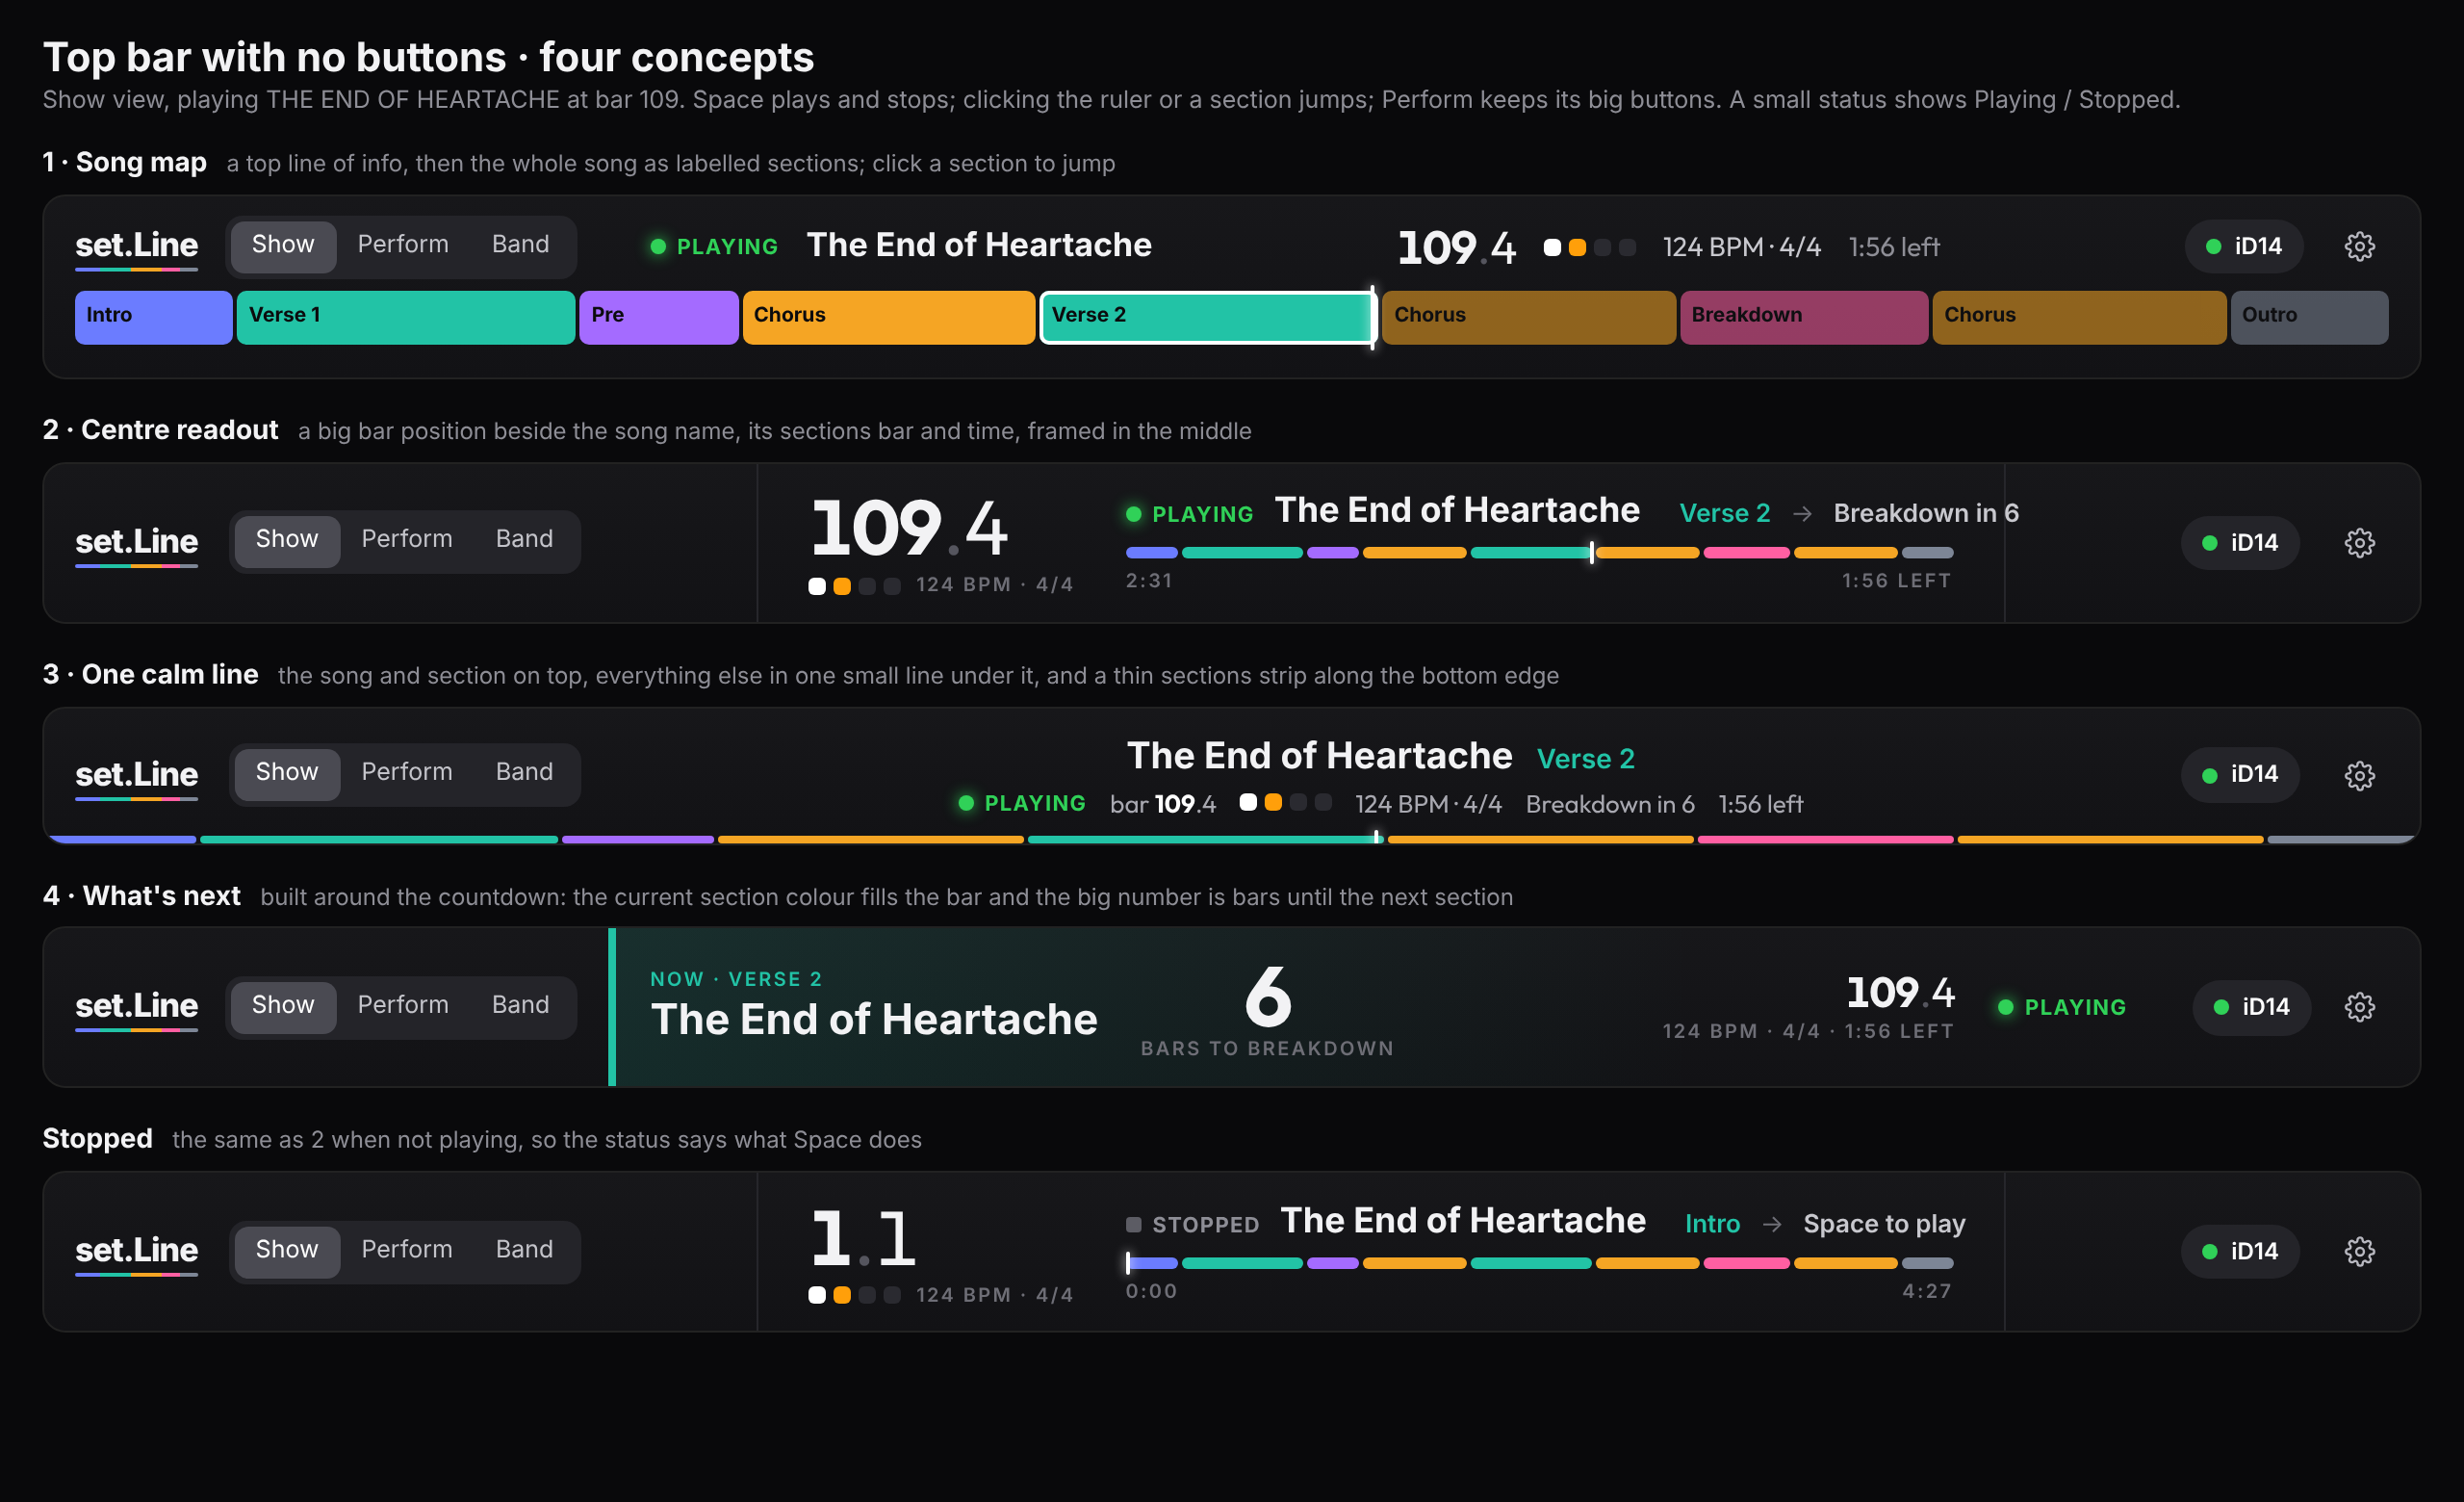 Top bar with no buttons · four concepts
Show view, playing THE END OF HEARTACHE at bar 109. Space plays and stops; clicking the ruler or a section jumps; Perform keeps its big buttons. A small status shows Playing / Stopped.
1 · Song map a top line of info, then the whole song as labelled sections; click a section to jump
set.Line Show Perform Band PLAYING The End of Heartache 109.4 124 BPM · 4/4 1:56 left iD14
Intro Verse 1 Pre Chorus Verse 2 Chorus Breakdown Chorus Outro
2 · Centre readout a big bar position beside the song name, its sections bar and time, framed in the middle
set.Line Show Perform Band 109.4 PLAYING The End of Heartache Verse 2 → Breakdown in 6 iD14
124 BPM · 4/4 2:31 1:56 LEFT
3 · One calm line the song and section on top, everything else in one small line under it, and a thin sections strip along the bottom edge
The End of Heartache Verse 2
set.Line Show Perform Band iD14
PLAYING bar 109.4 124 BPM · 4/4 Breakdown in 6 1:56 left
4 · What's next built around the countdown: the current section colour fills the bar and the big number is bars until the next section
set.Line Show Perform Band
NOW · VERSE 2
The End of Heartache
6
BARS TO BREAKDOWN
109.4
124 BPM · 4/4 · 1:56 LEFT
PLAYING iD14
Stopped the same as 2 when not playing, so the status says what Space does
set.Line Show Perform Band 1.1 STOPPED The End of Heartache Intro → Space to play iD14
124 BPM · 4/4 0:00 4:27